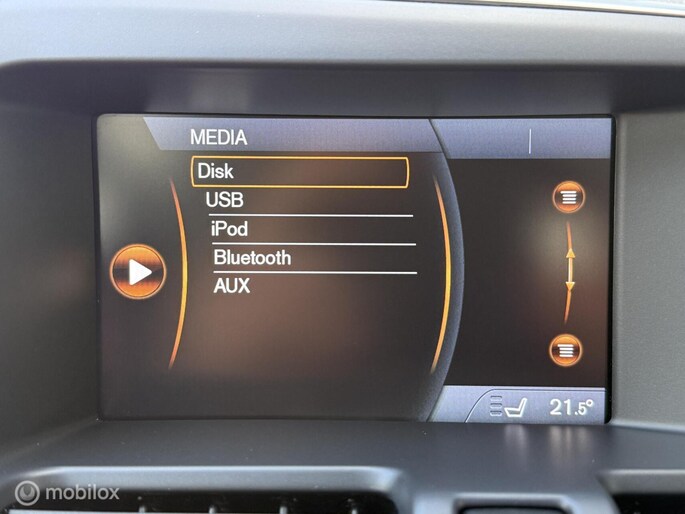 MEDIA
Disk
USB
iPod
Bluetooth
AUX
21.5°
mobilox